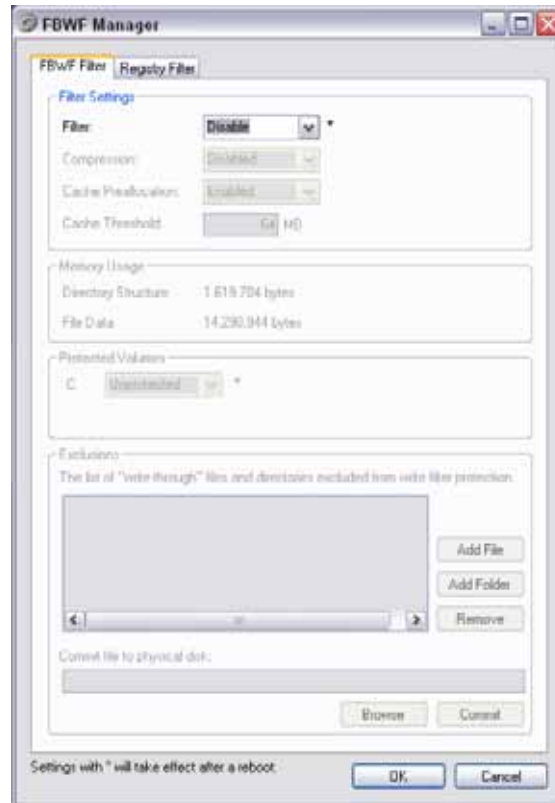 FBWF Manager
FBWF Filter Registry Filter
Filter Settings
Filter: Disable *
Compression: Disabled
Cache Preallocation: Enabled
Cache Threshold: 64 MB
Memory Usage
Directory Structure 1.619.704 bytes
File Data 14.290.944 bytes
Protected Volumes
C: Unprotected *
Exclusions
The list of "write through" files and directories excluded from write filter protection.
Add File
Add Folder
Remove
Commit file to physical disk:
Browse Commit
Settings with * will take effect after a reboot.
OK Cancel